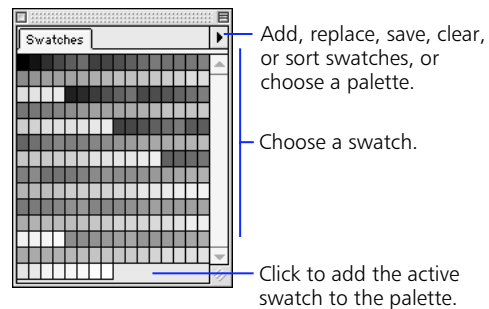 Swatches
Add, replace, save, clear,
or sort swatches, or
choose a palette.
Choose a swatch.
Click to add the active
swatch to the palette.